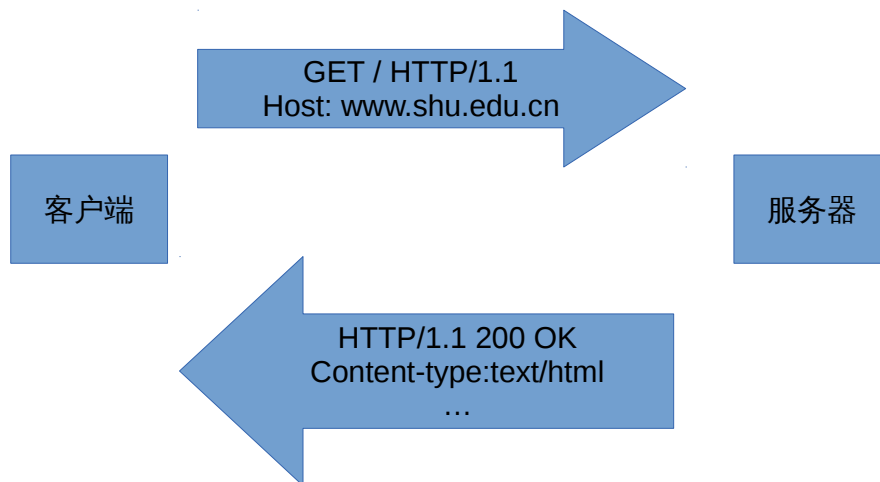 GET / HTTP/1.1
Host: www.shu.edu.cn
客户端
服务器
HTTP/1.1 200 OK
Content-type:text/html
…